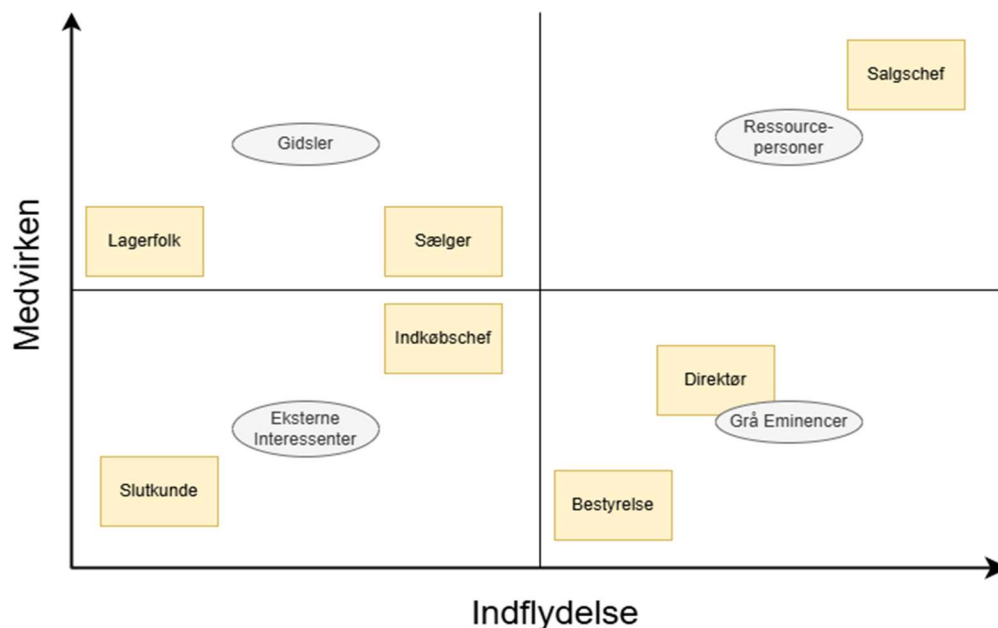 Salgschef
Gidsler
Ressource-
personer
Lagerfolk
Sælger
Medvirken
Indkøbschef
Direktør
Eksterne
Interessenter
Grå Eminencer
Slutkunde
Bestyrelse
Indflydelse